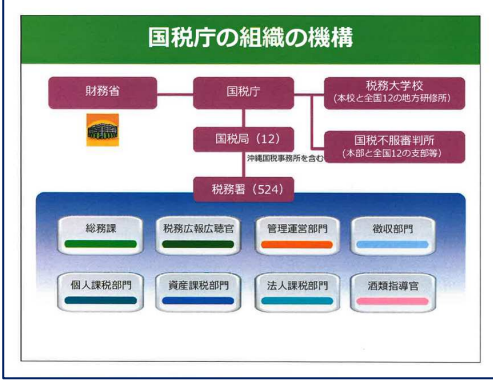 国税庁の組織の機構
財務省
国税庁
税務大学校
(本校と全国12の地方研修所)
国税局（12）
沖縄国税事務所を含む
国税不服審判所
(本部と全国12の支部等)
税務署（524）
総務課
税務広報広聴官
管理運営部門
徴収部門
個人課税部門
資産課税部門
法人課税部門
酒類指導官